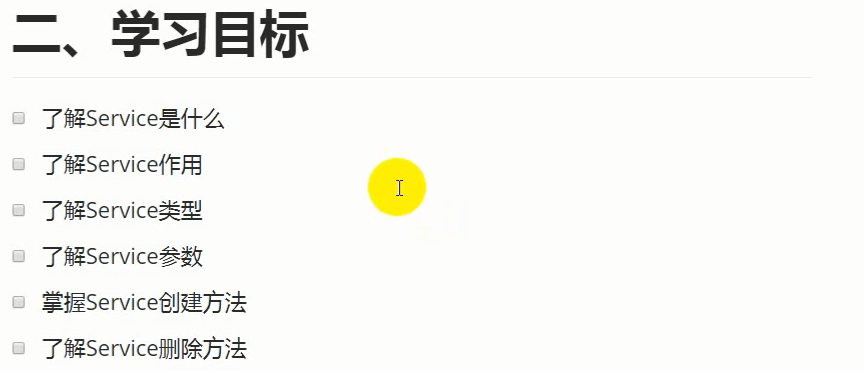 二、学习目标
了解Service是什么
了解Service作用
了解Service类型
了解Service参数
掌握Service创建方法
了解Service删除方法